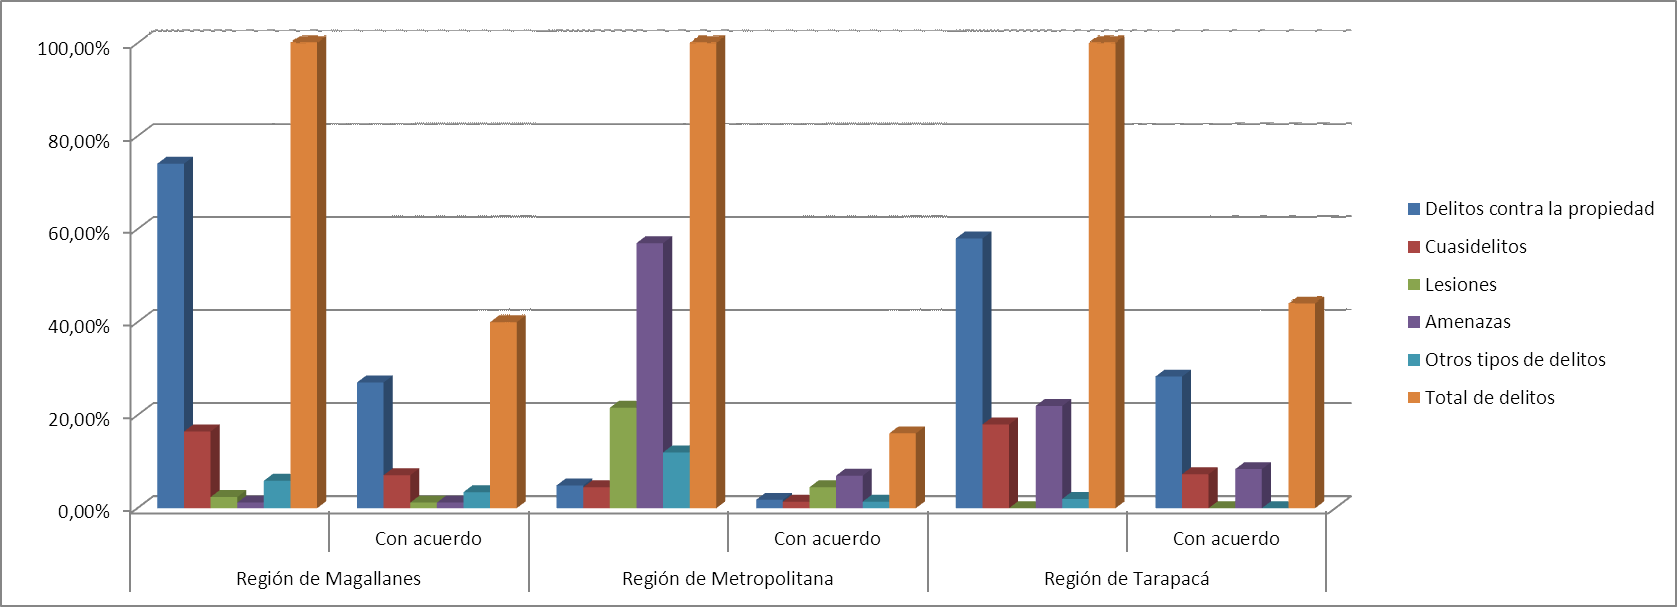 100,00%
80,00%
60,00%
40,00%
20,00%
0,00%
Con acuerdo
Con acuerdo
Con acuerdo
Región de Magallanes
Región de Metropolitana
Región de Tarapacá
Delitos contra la propiedad
Cuasidelitos
Lesiones
Amenazas
Otros tipos de delitos
Total de delitos